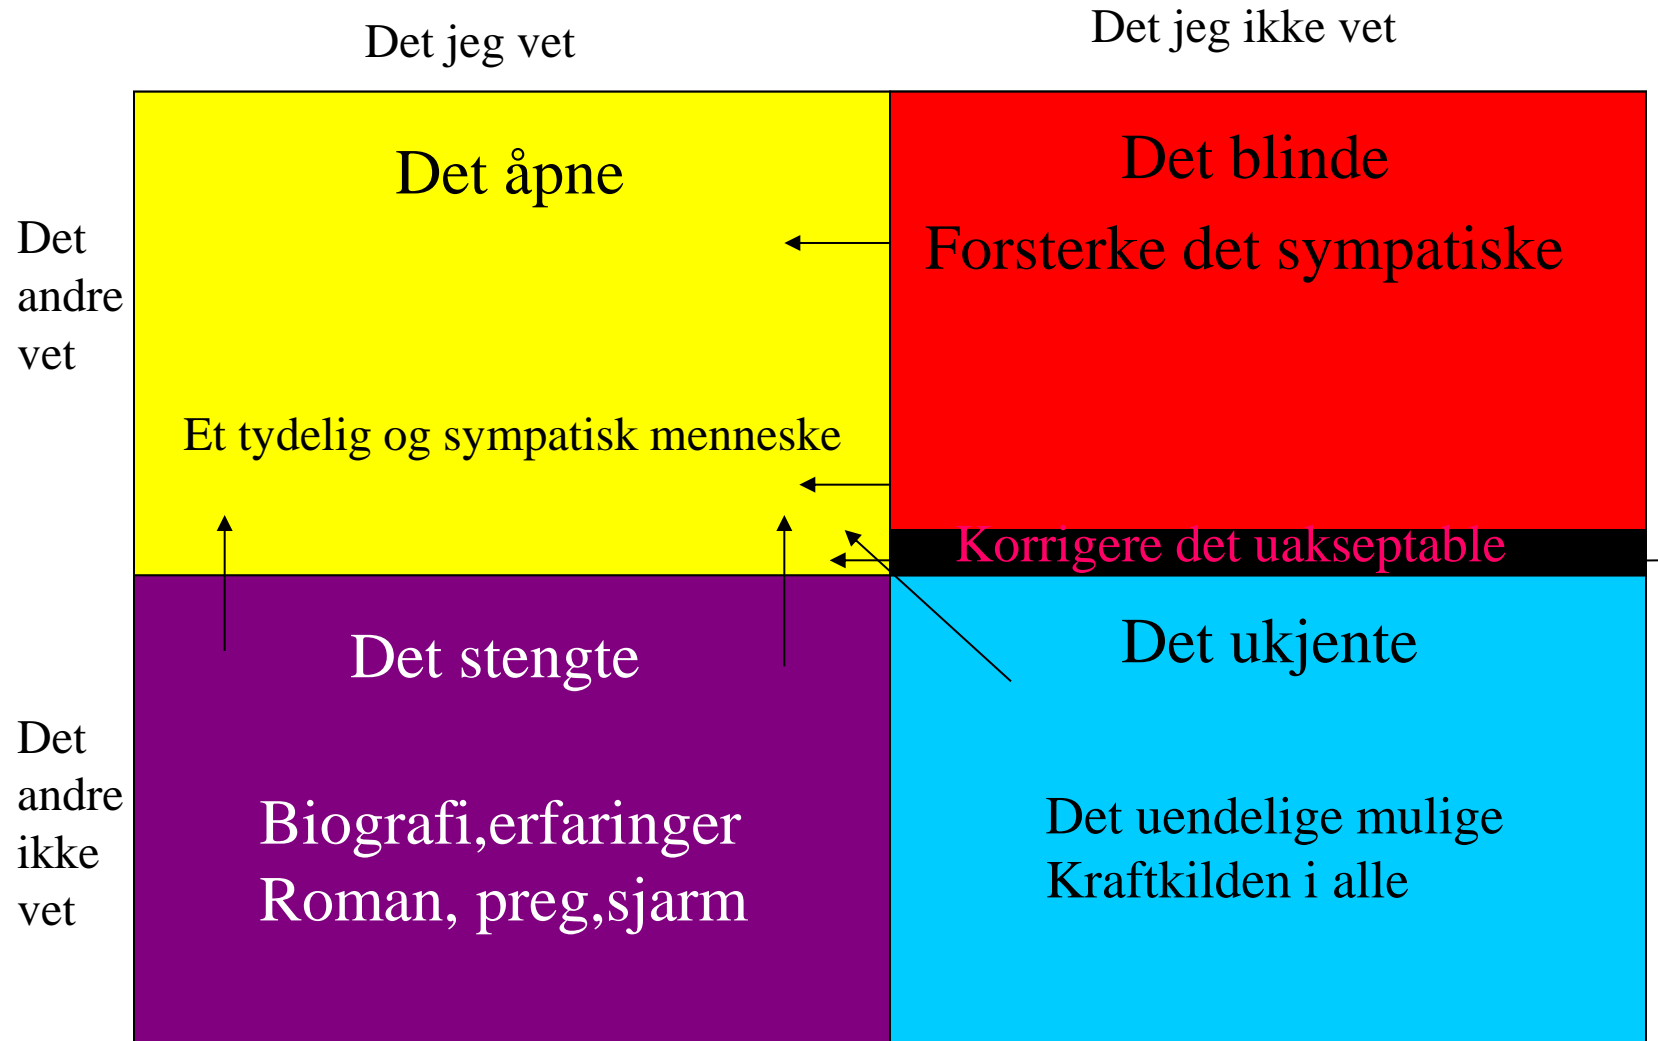 Det jeg vet
Det jeg ikke vet
Det åpne
Det blinde
Forsterke det sympatiske
Det
andre
vet
Et tydelig og sympatisk menneske
Korrigere det uakseptable
Det stengte
Det ukjente
Det
andre
ikke
vet
Biografi,erfaringer
Roman, preg,sjarm
Det uendelige mulige
Kraftkilden i alle